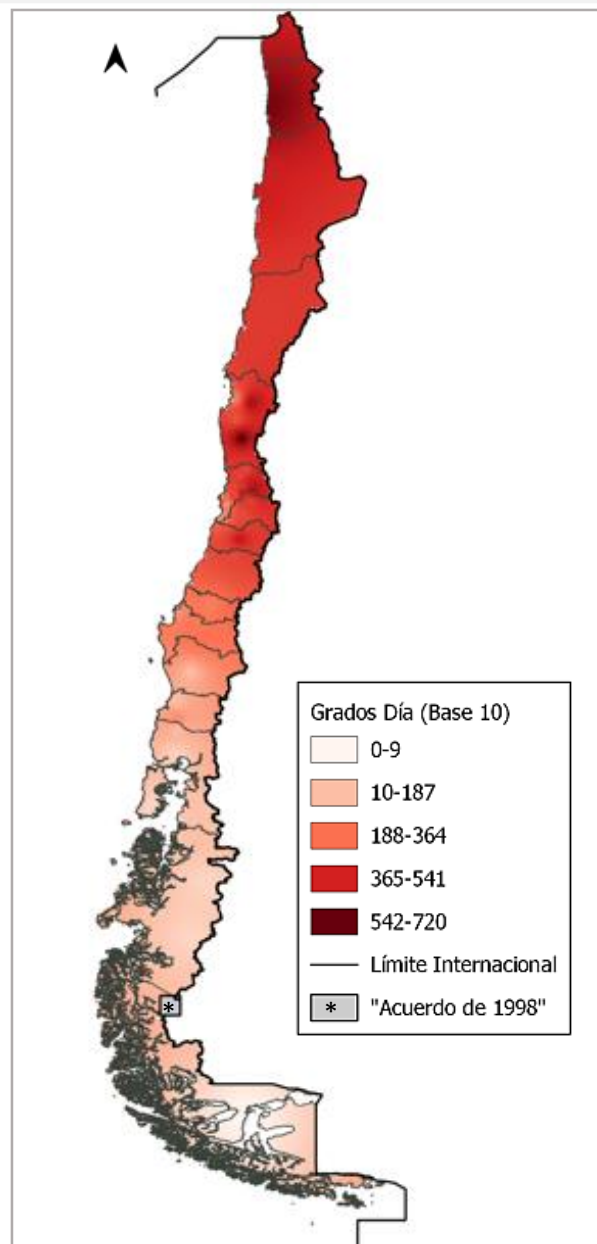 Grados Día (Base 10)
0-9
10-187
188-364
365-541
542-720
Límite Internacional
* "Acuerdo de 1998"
*